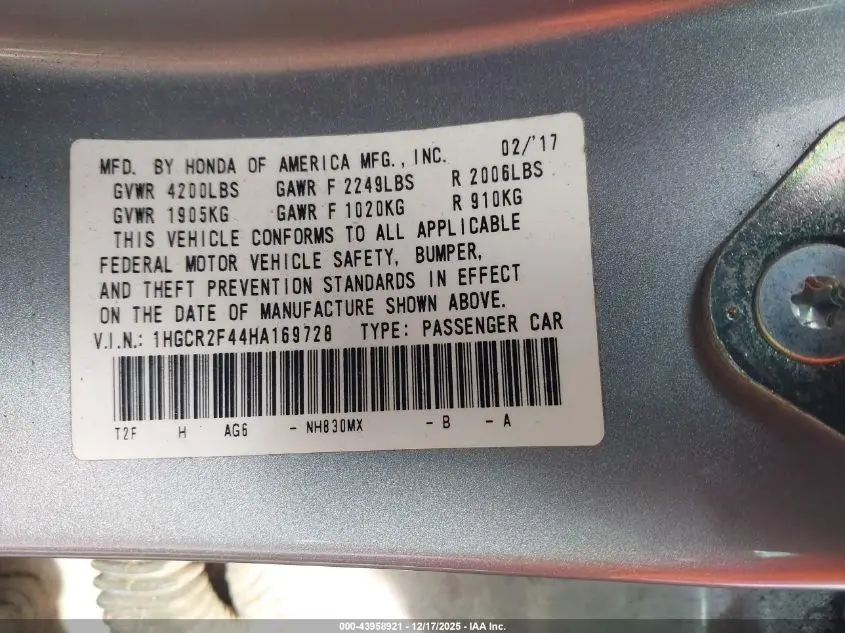 MFD. BY HONDA OF AMERICA MFG., INC. 02/'17
GVWR 4200LBS GAWR F 2249LBS R 2006LBS
GVWR 1905KG GAWR F 1020KG R 910KG
THIS VEHICLE CONFORMS TO ALL APPLICABLE
FEDERAL MOTOR VEHICLE SAFETY, BUMPER,
AND THEFT PREVENTION STANDARDS IN EFFECT
ON THE DATE OF MANUFACTURE SHOWN ABOVE.
V.I.N.: 1HGCR2F44HA169728 TYPE: PASSENGER CAR
T2F H AG6 - NH830MX - B - A
000-43958921 - 12/17/2025 - IAA Inc.